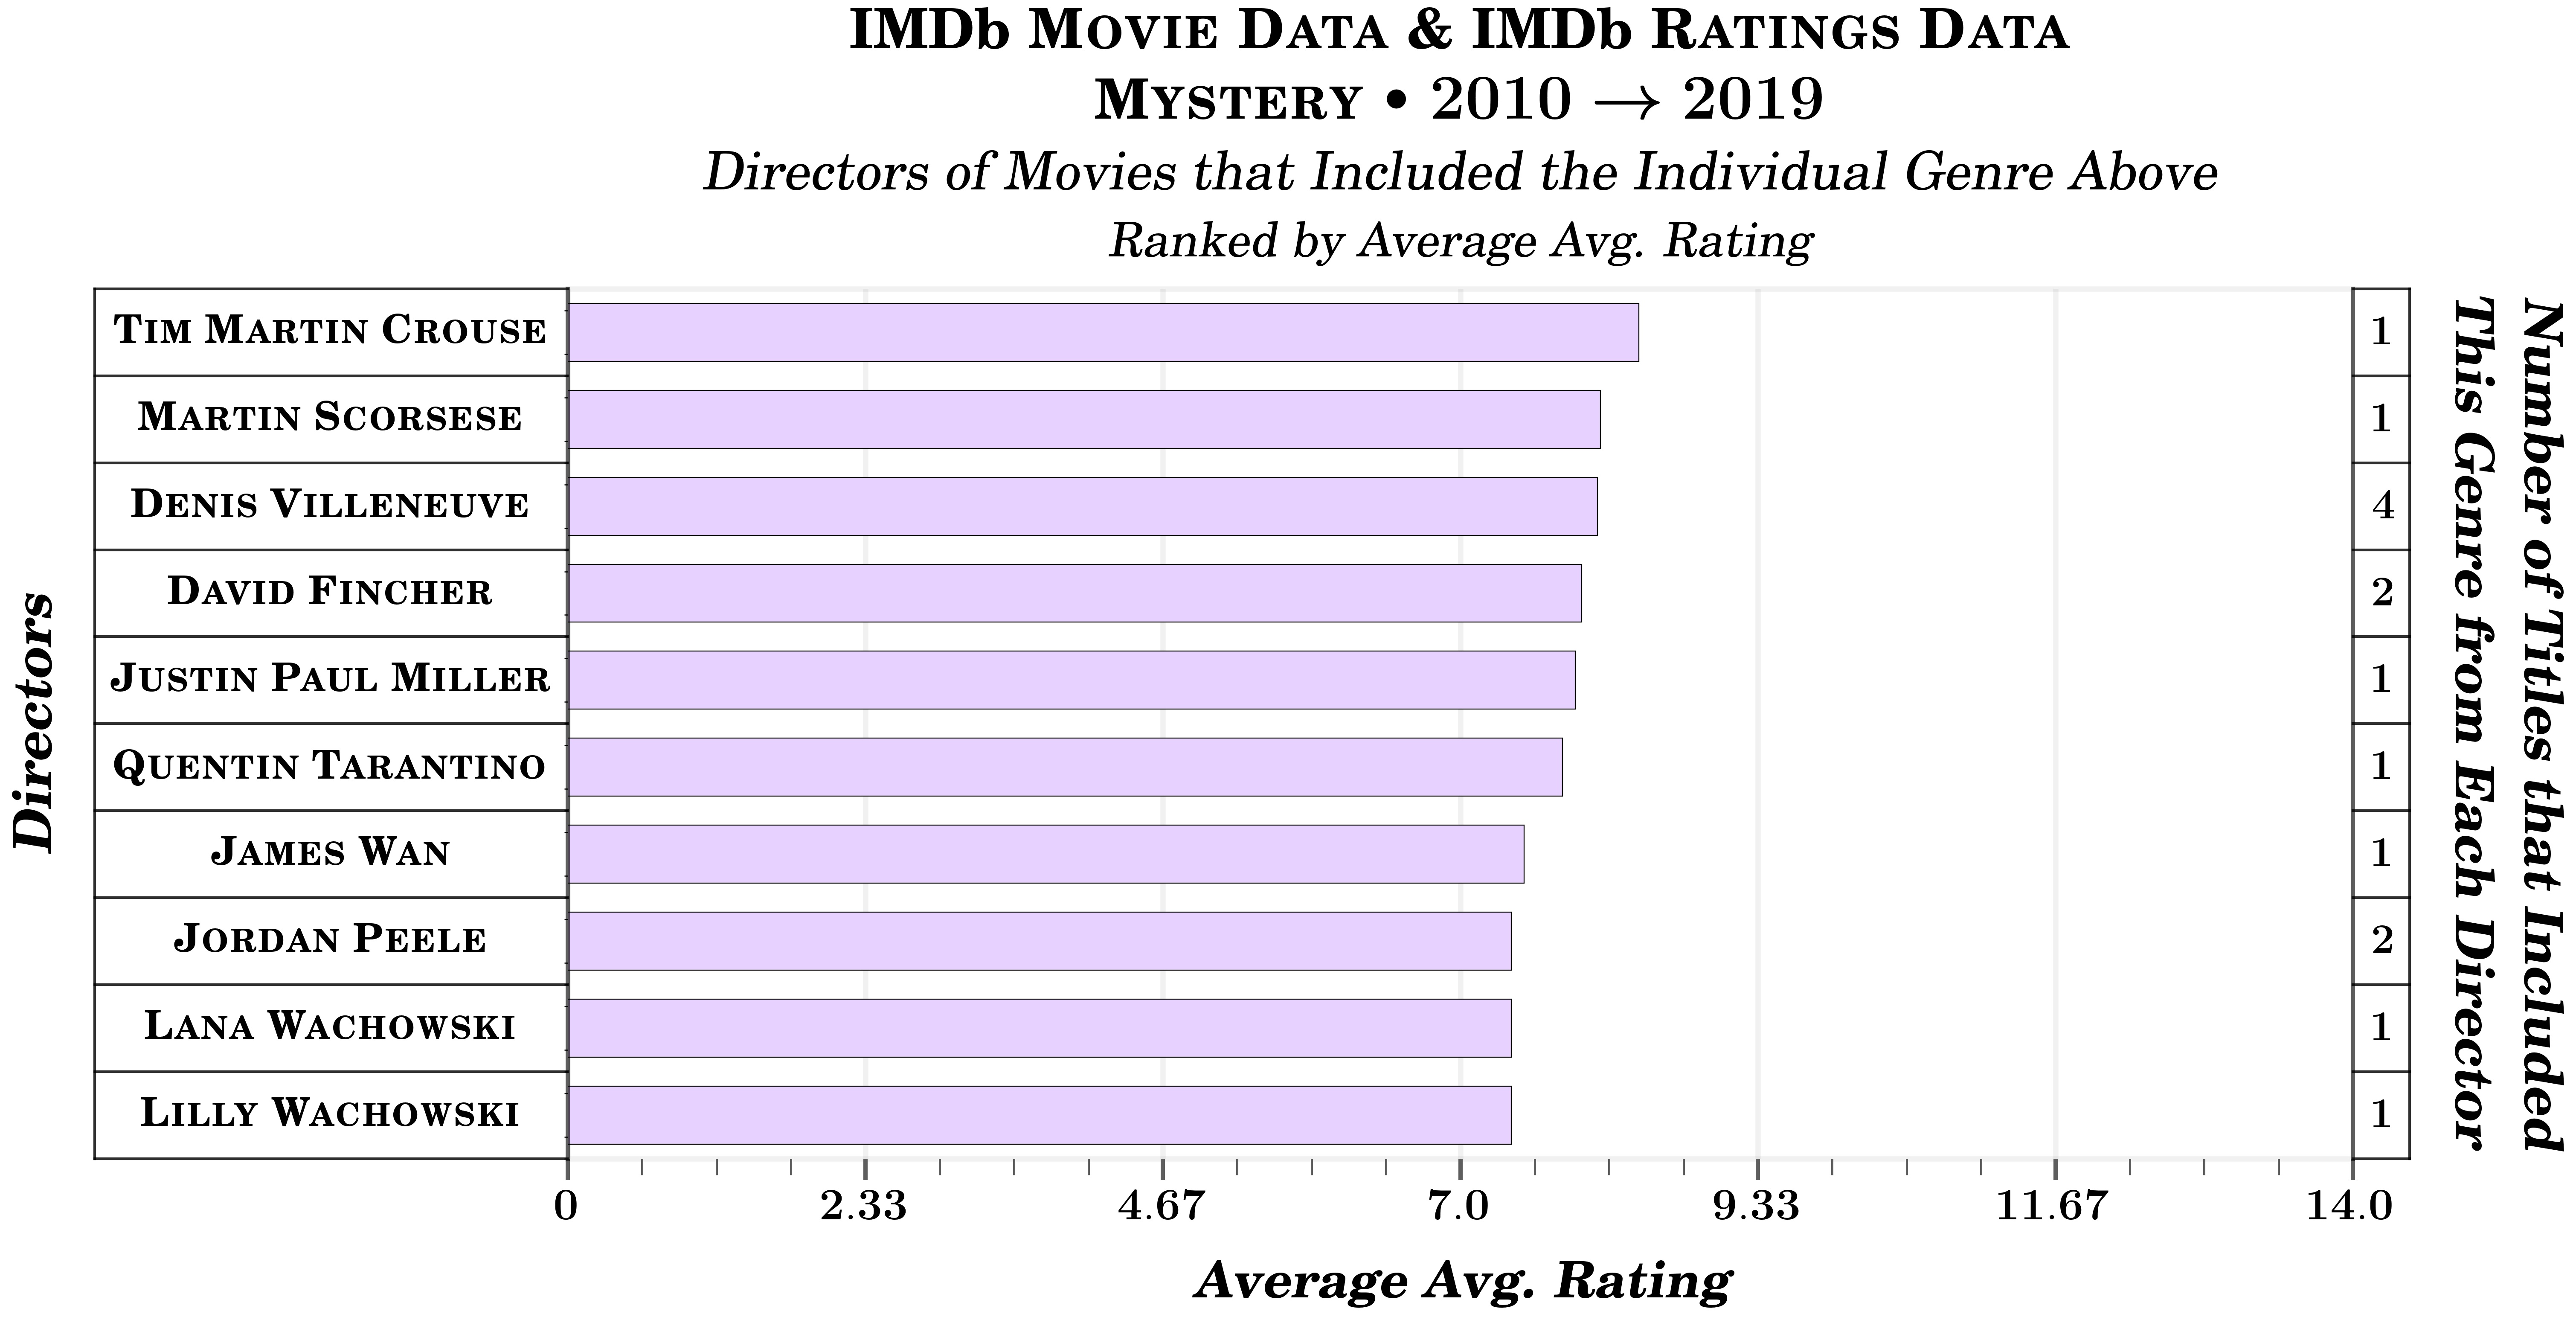 IMDb Movie Data & IMDb Ratings Data
Mystery • 2010 → 2019
Directors of Movies that Included the Individual Genre Above
Ranked by Average Avg. Rating
Directors
Tim Martin Crouse
Martin Scorsese
Denis Villeneuve
David Fincher
Justin Paul Miller
Quentin Tarantino
James Wan
Jordan Peele
Lana Wachowski
Lilly Wachowski
1
1
4
2
1
1
1
2
1
1
Number of Titles that Included
This Genre from Each Director
0
2.33
4.67
7.0
9.33
11.67
14.0
Average Avg. Rating